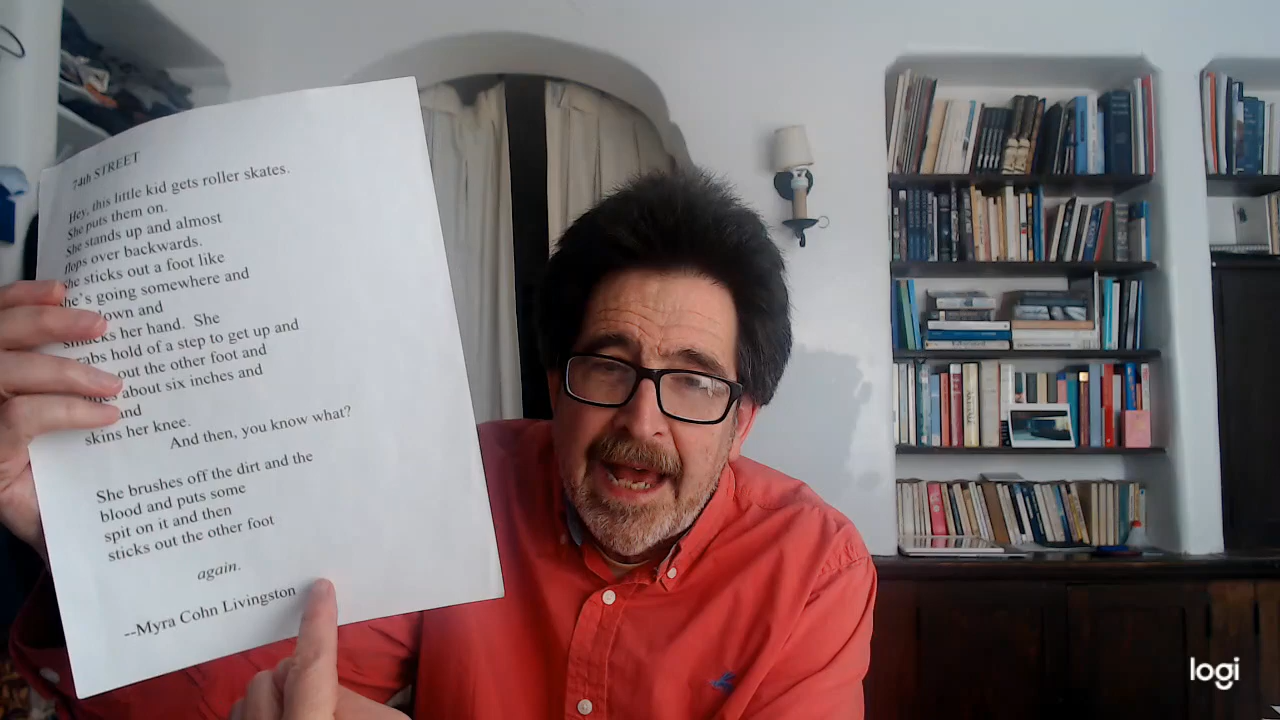 74th STREET
Hey, this little kid gets roller skates.
She puts them on.
She stands up and almost
flops over backwards.
she sticks out a foot like
she's going somewhere and
down and
smacks her hand. She
grabs hold of a step to get up and
out the other foot and
about six inches and
and
skins her knee.
And then, you know what?
She brushes off the dirt and the
blood and puts some
spit on it and then
sticks out the other foot
again.
--Myra Cohn Livingston
logi